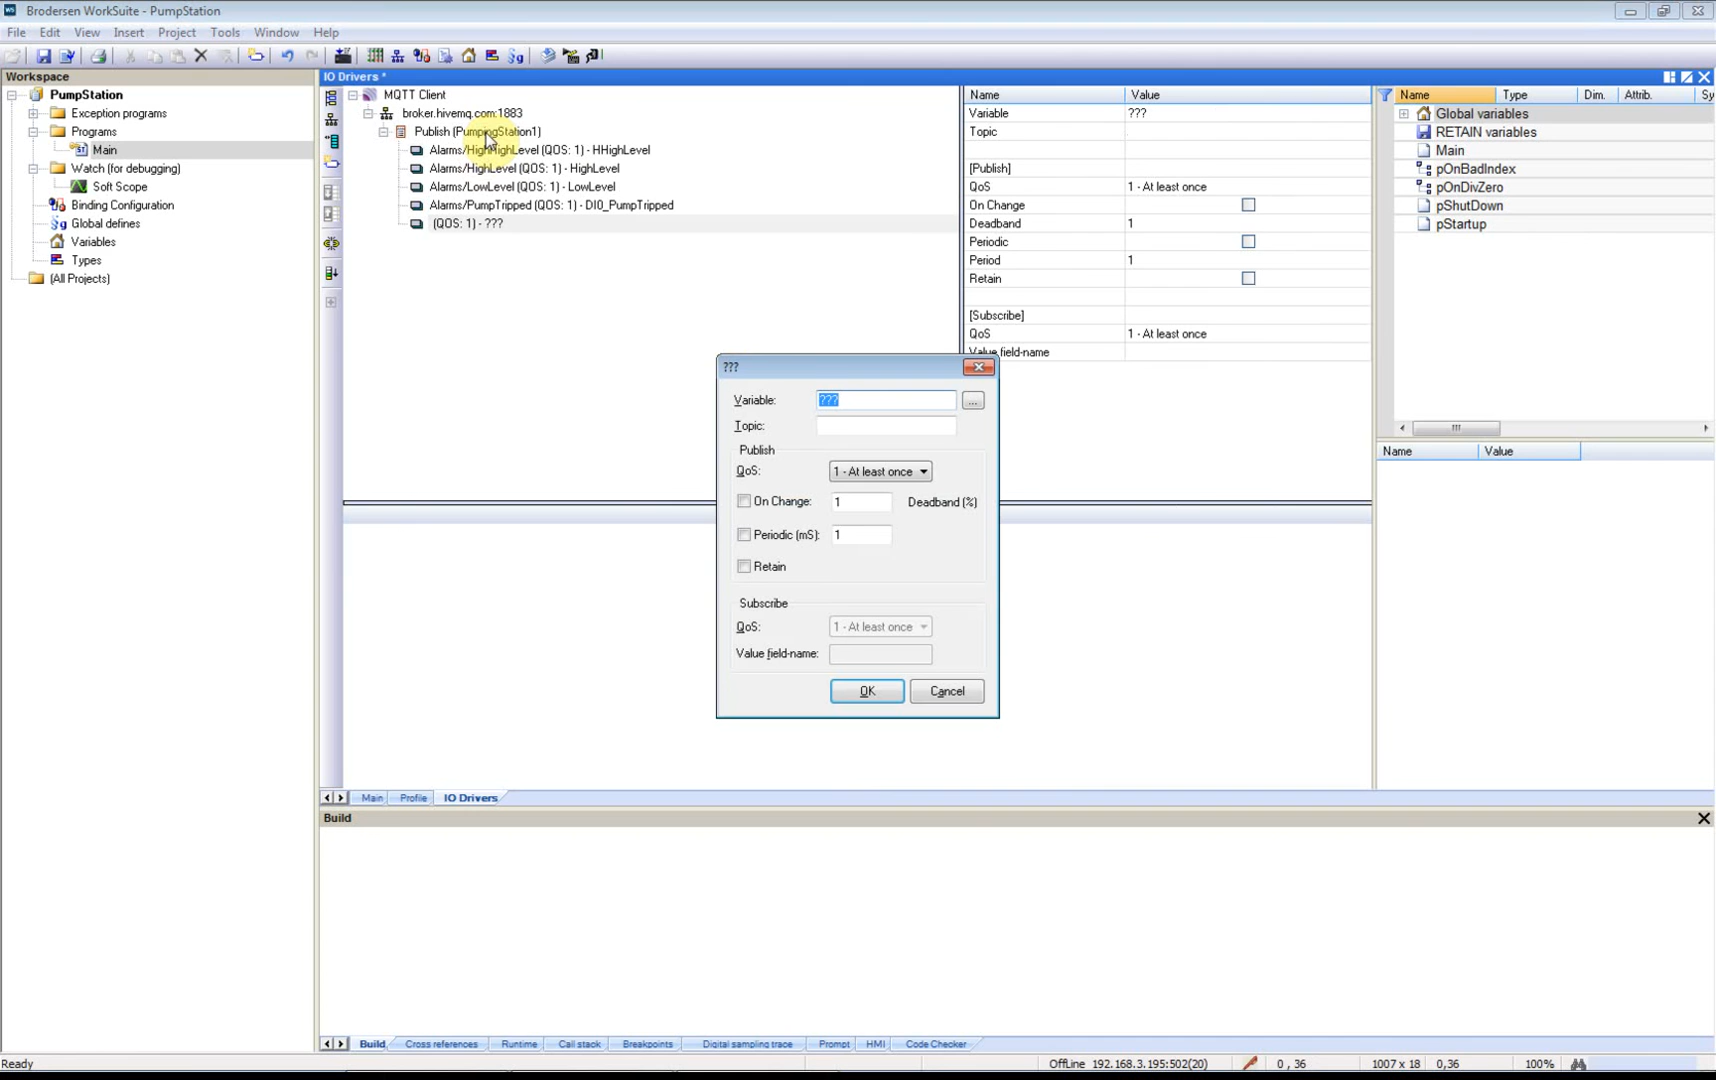 Brodersen WorkSuite - PumpStation
File Edit View Insert Project Tools Window Help
Workspace
PumpStation
Exception programs
Programs
Main
Watch (for debugging)
Soft Scope
Binding Configuration
Global defines
Variables
Types
(All Projects)
IO Drivers *
MQTT Client
broker.hivemq.com:1883
Publish (PumpingStation1)
Alarms/HighHighLevel (QOS: 1) - HHighLevel
Alarms/HighLevel (QOS: 1) - HighLevel
Alarms/LowLevel (QOS: 1) - LowLevel
Alarms/PumpTripped (QOS: 1) - DI0_PumpTripped
(QOS: 1) - ???
Name Value
Variable ???
Topic
[Publish]
QoS 1 - At least once
On Change
Deadband 1
Periodic
Period 1
Retain
[Subscribe]
QoS 1 - At least once
Value field-name
Name Type Dim. Attrib. Sy
Global variables
RETAIN variables
Main
pOnBadIndex
pOnDivZero
pShutDown
pStartup
Name Value
???
Variable: ??? ...
Topic:
Publish
QoS: 1 - At least once
On Change: 1 Deadband (%)
Periodic (mS): 1
Retain
Subscribe
QoS: 1 - At least once
Value field-name:
OK Cancel
Main Profile IO Drivers
Build
Build Cross references Runtime Call stack Breakpoints Digital sampling trace Prompt HMI Code Checker
Ready OffLine 192.168.3.195:502(20) 0 , 36 1007 x 18 0,36 100%